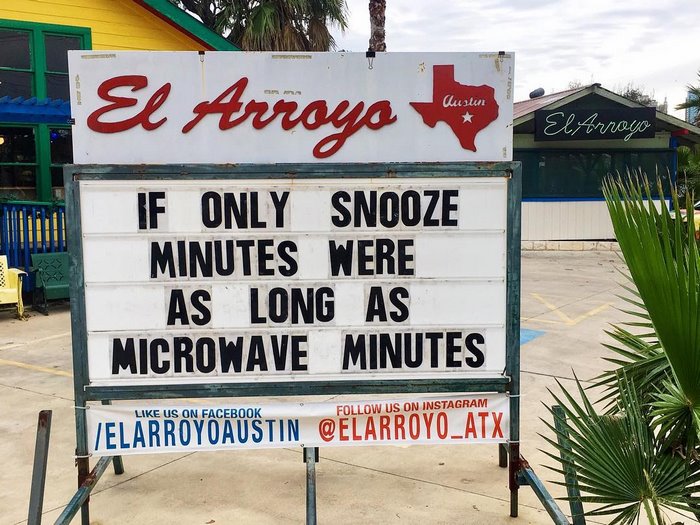 El Arroyo
Austin
El Arroyo
IF ONLY SNOOZE
MINUTES WERE
AS LONG AS
MICROWAVE MINUTES
LIKE US ON FACEBOOK
/ELARROYOAUSTIN
FOLLOW US ON INSTAGRAM
@ELARROYO_ATX